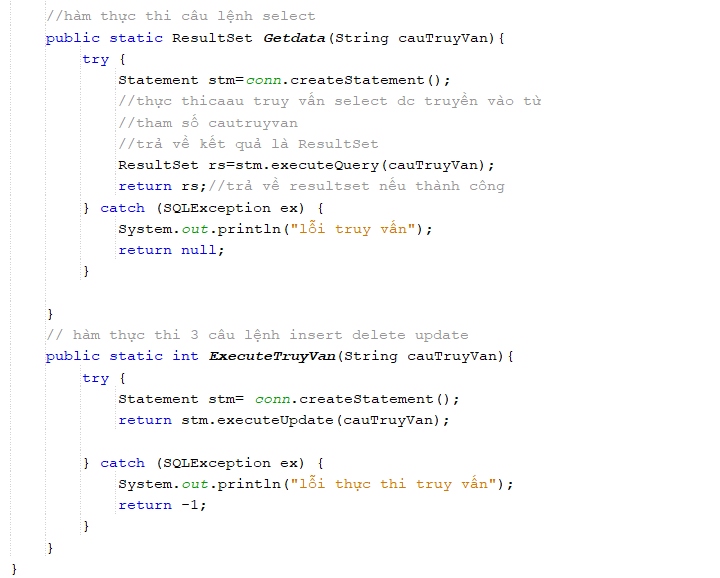 //hàm thực thi câu lệnh select
public static ResultSet Getdata(String cauTruyVan){
try {
Statement stm=conn.createStatement();
//thực thicaau truy vấn select dc truyền vào từ
//tham số cautruyvan
//trả về kết quả là ResultSet
ResultSet rs=stm.executeQuery(cauTruyVan);
return rs;//trả về resultset nếu thành công
} catch (SQLException ex) {
System.out.println("lỗi truy vấn");
return null;
}
}
// hàm thực thi 3 câu lệnh insert delete update
public static int ExecuteTruyVan(String cauTruyVan){
try {
Statement stm= conn.createStatement();
return stm.executeUpdate(cauTruyVan);
} catch (SQLException ex) {
System.out.println("lỗi thực thi truy vấn");
return -1;
}
}
}